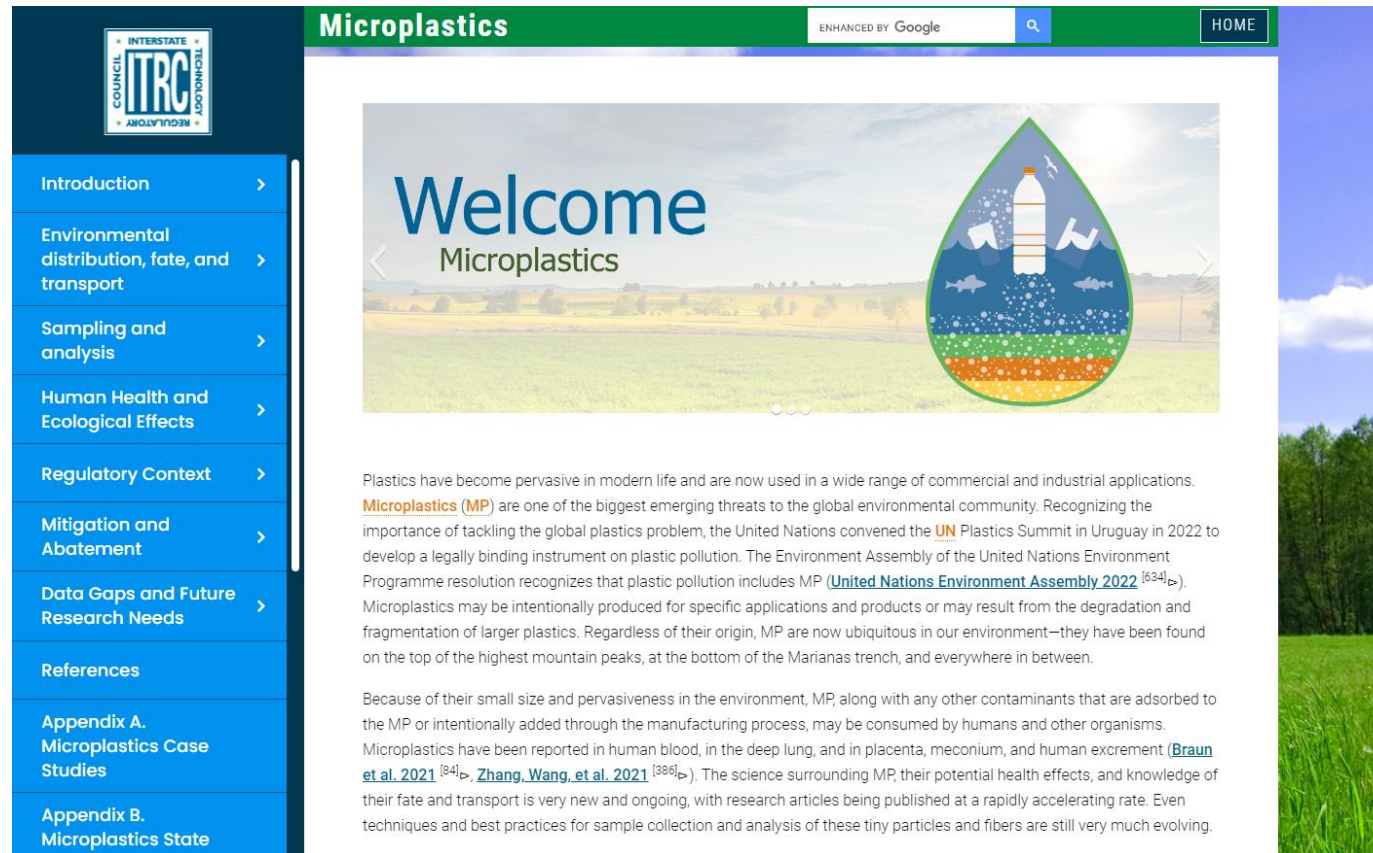 INTERSTATE
COUNCIL
ITRC
TECHNOLOGY
REGULATORY
Microplastics
ENHANCED BY Google
HOME
Introduction
Environmental
distribution, fate, and
transport
Sampling and
analysis
Human Health and
Ecological Effects
Regulatory Context
Mitigation and
Abatement
Data Gaps and Future
Research Needs
References
Appendix A.
Microplastics Case
Studies
Appendix B.
Microplastics State
Welcome
Microplastics
Plastics have become pervasive in modern life and are now used in a wide range of commercial and industrial applications.
Microplastics (MP) are one of the biggest emerging threats to the global environmental community. Recognizing the
importance of tackling the global plastics problem, the United Nations convened the UN Plastics Summit in Uruguay in 2022 to
develop a legally binding instrument on plastic pollution. The Environment Assembly of the United Nations Environment
Programme resolution recognizes that plastic pollution includes MP (United Nations Environment Assembly 2022 [634]⊳).
Microplastics may be intentionally produced for specific applications and products or may result from the degradation and
fragmentation of larger plastics. Regardless of their origin, MP are now ubiquitous in our environment—they have been found
on the top of the highest mountain peaks, at the bottom of the Marianas trench, and everywhere in between.
Because of their small size and pervasiveness in the environment, MP, along with any other contaminants that are adsorbed to
the MP or intentionally added through the manufacturing process, may be consumed by humans and other organisms.
Microplastics have been reported in human blood, in the deep lung, and in placenta, meconium, and human excrement (Braun
et al. 2021 [84]⊳, Zhang, Wang, et al. 2021 [386]⊳). The science surrounding MP, their potential health effects, and knowledge of
their fate and transport is very new and ongoing, with research articles being published at a rapidly accelerating rate. Even
techniques and best practices for sample collection and analysis of these tiny particles and fibers are still very much evolving.